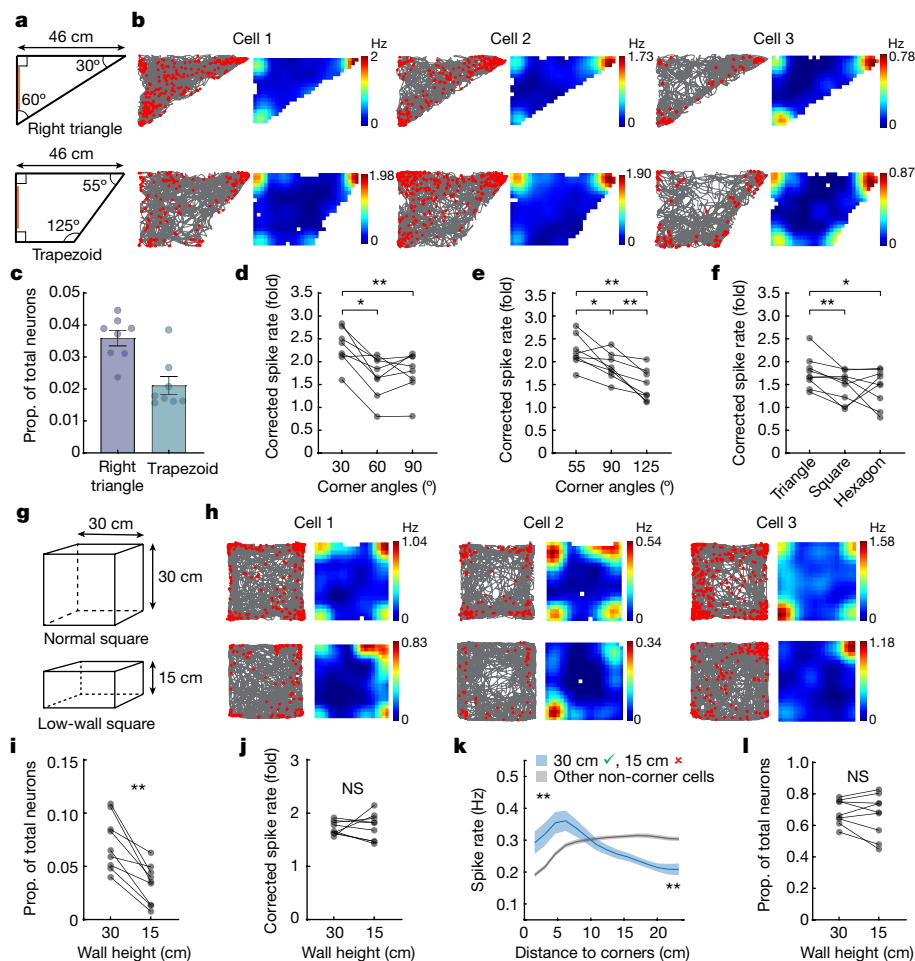 a
46 cm
30º
60º
Right triangle
46 cm
55º
125º
Trapezoid
b
Cell 1
Cell 2
Cell 3
Hz
2
0
1.73
0
0.78
0
1.98
0
1.90
0
0.87
0
c
Prop. of total neurons
0.05
0.04
0.03
0.02
0.01
0
Right triangle
Trapezoid
d
Corrected spike rate (fold)
3.5
3.0
2.5
2.0
1.5
1.0
0.5
0
**
*
30 60 90
Corner angles (º)
e
Corrected spike rate (fold)
3.5
3.0
2.5
2.0
1.5
1.0
0.5
0
**
* **
55 90 125
Corner angles (º)
f
Corrected spike rate (fold)
3.5
3.0
2.5
2.0
1.5
1.0
0.5
0
*
**
Triangle
Square
Hexagon
g
30 cm
30 cm
Normal square
15 cm
Low-wall square
h
Cell 1
Cell 2
Cell 3
Hz
1.04
0
Hz
0.54
0
Hz
1.58
0
0.83
0
0.34
0
1.18
0
i
Prop. of total neurons
0.15
0.10
0.05
0
**
30 15
Wall height (cm)
j
Corrected spike rate (fold)
3
2
1
0
NS
30 15
Wall height (cm)
k
30 cm ✓, 15 cm ✗
Other non-corner cells
Spike rate (Hz)
0.5
0.4
0.3
0.2
0.1
**
**
0 5 10 15 20
Distance to corners (cm)
l
Prop. of total neurons
1.0
0.8
0.6
0.4
0.2
0
NS
30 15
Wall height (cm)